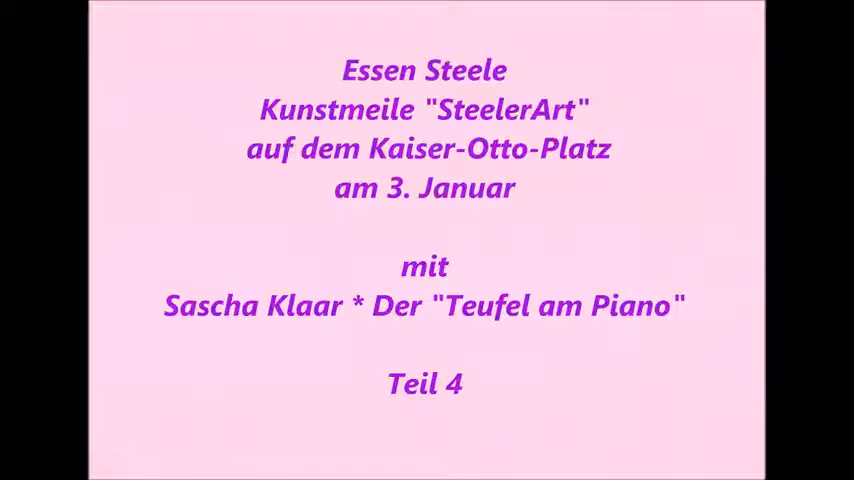 Essen Steele
Kunstmeile "SteelerArt"
auf dem Kaiser-Otto-Platz
am 3. Januar
mit
Sascha Klaar * Der "Teufel am Piano"
Teil 4